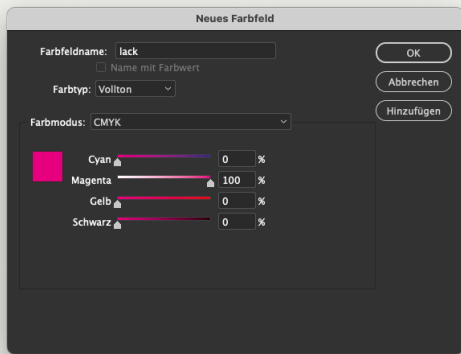 Neues Farbfeld
Farbfeldname: lack
Name mit Farbwert
Farbtyp: Vollton
Farbmodus: CMYK
Cyan 0 %
Magenta 100 %
Gelb 0 %
Schwarz 0 %
OK
Abbrechen
Hinzufügen